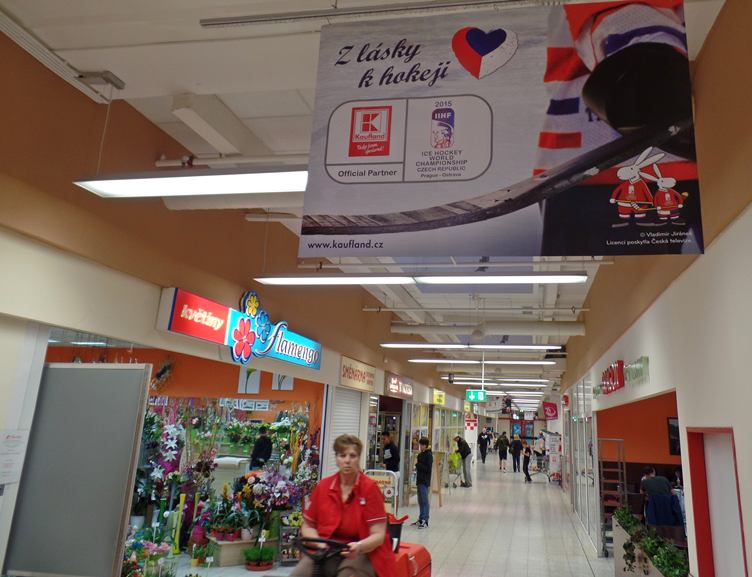 Z lásky
k hokeji
K
Kaufland
Official Partner
2015
IIHF
ICE HOCKEY
WORLD
CHAMPIONSHIP
CZECH REPUBLIC
Prague - Ostrava
www.kaufland.cz
© Vladimír Jiránek
Licenci poskytla Česká televize
květiny
flamengo
SMĚNÁRNA